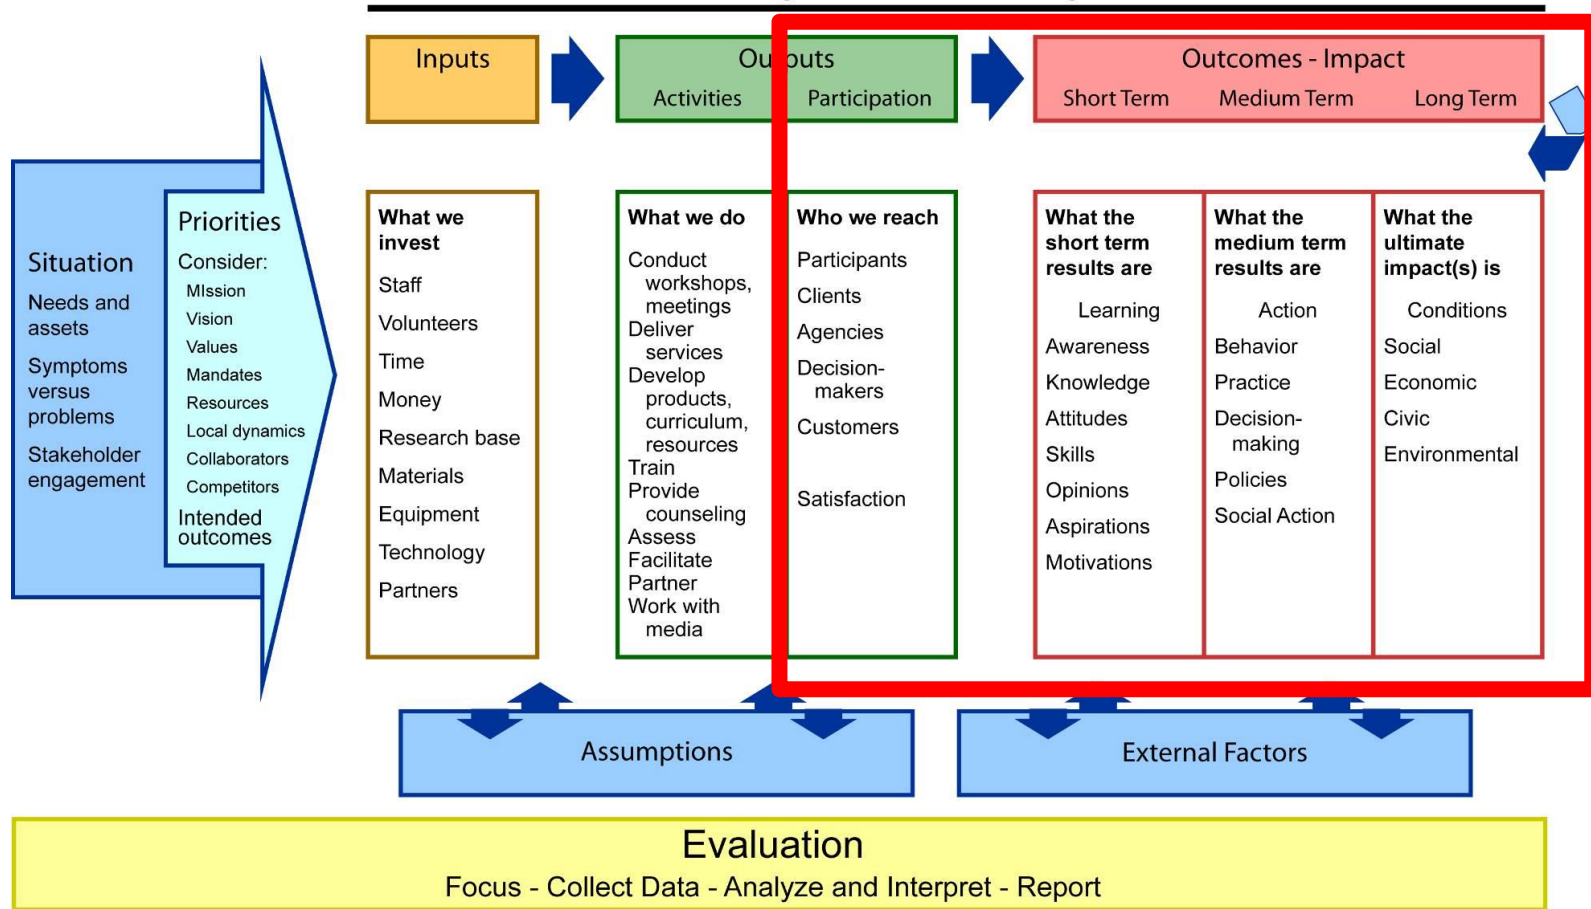 Inputs
Outputs
Activities
Participation
Outcomes - Impact
Short Term
Medium Term
Long Term
Situation
Needs and
assets
Symptoms
versus
problems
Stakeholder
engagement
Priorities
Consider:
MIssion
Vision
Values
Mandates
Resources
Local dynamics
Collaborators
Competitors
Intended
outcomes
What we
invest
Staff
Volunteers
Time
Money
Research base
Materials
Equipment
Technology
Partners
What we do
Conduct
workshops,
meetings
Deliver
services
Develop
products,
curriculum,
resources
Train
Provide
counseling
Assess
Facilitate
Partner
Work with
media
Who we reach
Participants
Clients
Agencies
Decision-
makers
Customers
Satisfaction
What the
short term
results are
Learning
Awareness
Knowledge
Attitudes
Skills
Opinions
Aspirations
Motivations
What the
medium term
results are
Action
Behavior
Practice
Decision-
making
Policies
Social Action
What the
ultimate
impact(s) is
Conditions
Social
Economic
Civic
Environmental
Assumptions
External Factors
Evaluation
Focus - Collect Data - Analyze and Interpret - Report